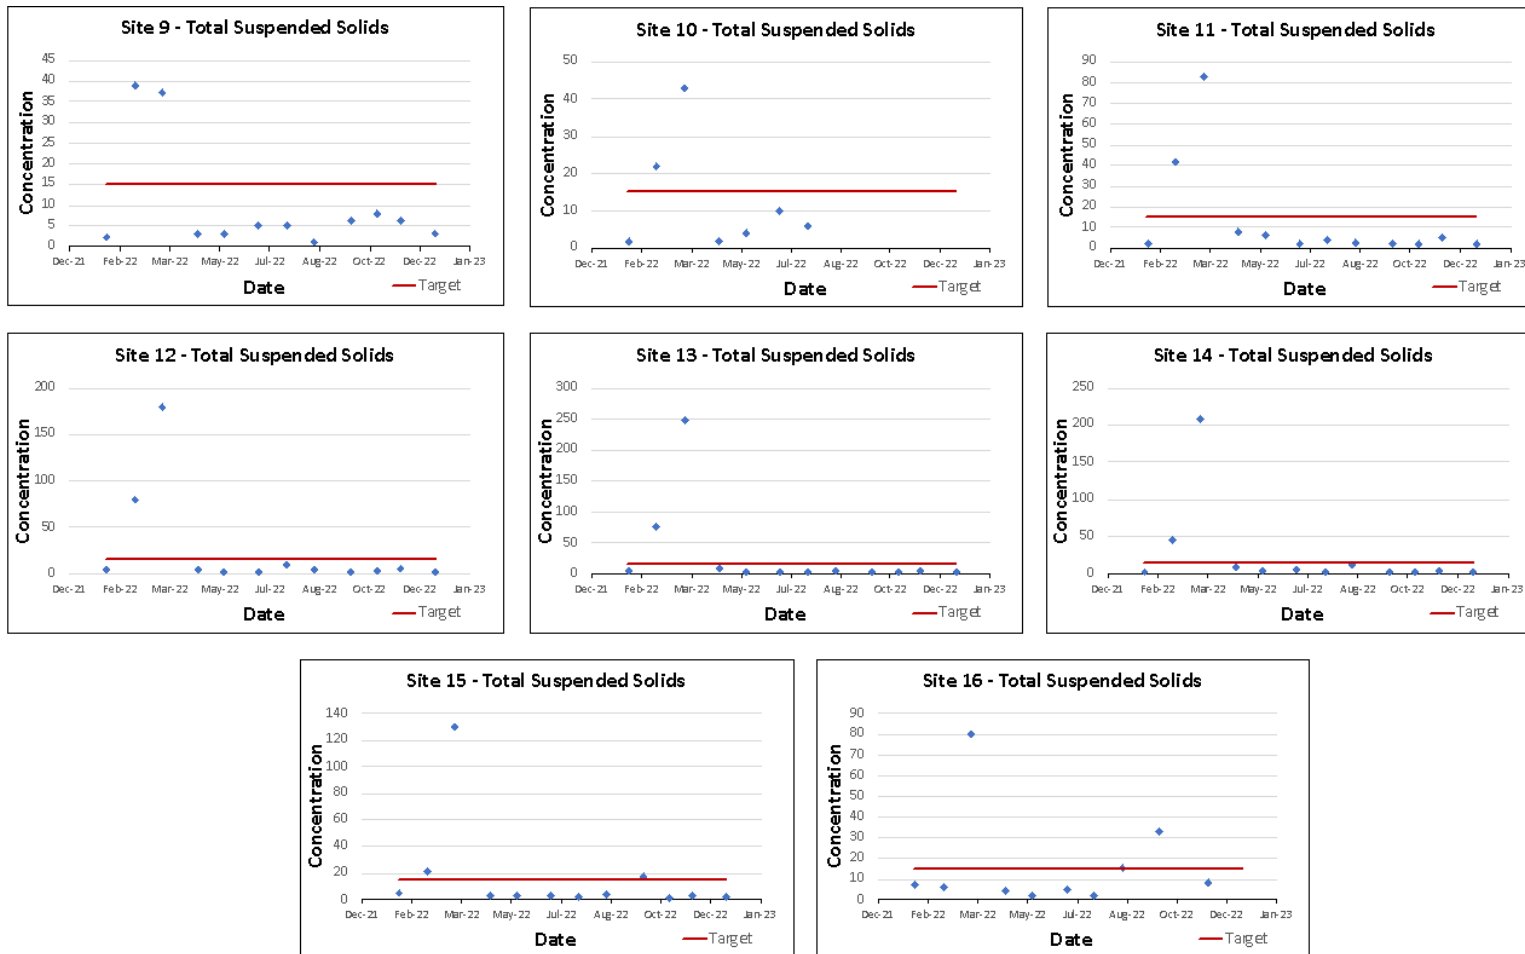 Site 9 - Total Suspended Solids
45
40
35
30
25
20
15
10
5
0
Concentration
Dec-21 Feb-22 Mar-22 May-22 Jul-22 Aug-22 Oct-22 Dec-22 Jan-23
Date
Target
Site 10 - Total Suspended Solids
50
40
30
20
10
0
Concentration
Dec-21 Feb-22 Mar-22 May-22 Jul-22 Aug-22 Oct-22 Dec-22 Jan-23
Date
Target
Site 11 - Total Suspended Solids
90
80
70
60
50
40
30
20
10
0
Concentration
Dec-21 Feb-22 Mar-22 May-22 Jul-22 Aug-22 Oct-22 Dec-22 Jan-23
Date
Target
Site 12 - Total Suspended Solids
200
150
100
50
0
Concentration
Dec-21 Feb-22 Mar-22 May-22 Jul-22 Aug-22 Oct-22 Dec-22 Jan-23
Date
Target
Site 13 - Total Suspended Solids
300
250
200
150
100
50
0
Concentration
Dec-21 Feb-22 Mar-22 May-22 Jul-22 Aug-22 Oct-22 Dec-22 Jan-23
Date
Target
Site 14 - Total Suspended Solids
250
200
150
100
50
0
Concentration
Dec-21 Feb-22 Mar-22 May-22 Jul-22 Aug-22 Oct-22 Dec-22 Jan-23
Date
Target
Site 15 - Total Suspended Solids
140
120
100
80
60
40
20
0
Concentration
Dec-21 Feb-22 Mar-22 May-22 Jul-22 Aug-22 Oct-22 Dec-22 Jan-23
Date
Target
Site 16 - Total Suspended Solids
90
80
70
60
50
40
30
20
10
0
Concentration
Dec-21 Feb-22 Mar-22 May-22 Jul-22 Aug-22 Oct-22 Dec-22 Jan-23
Date
Target